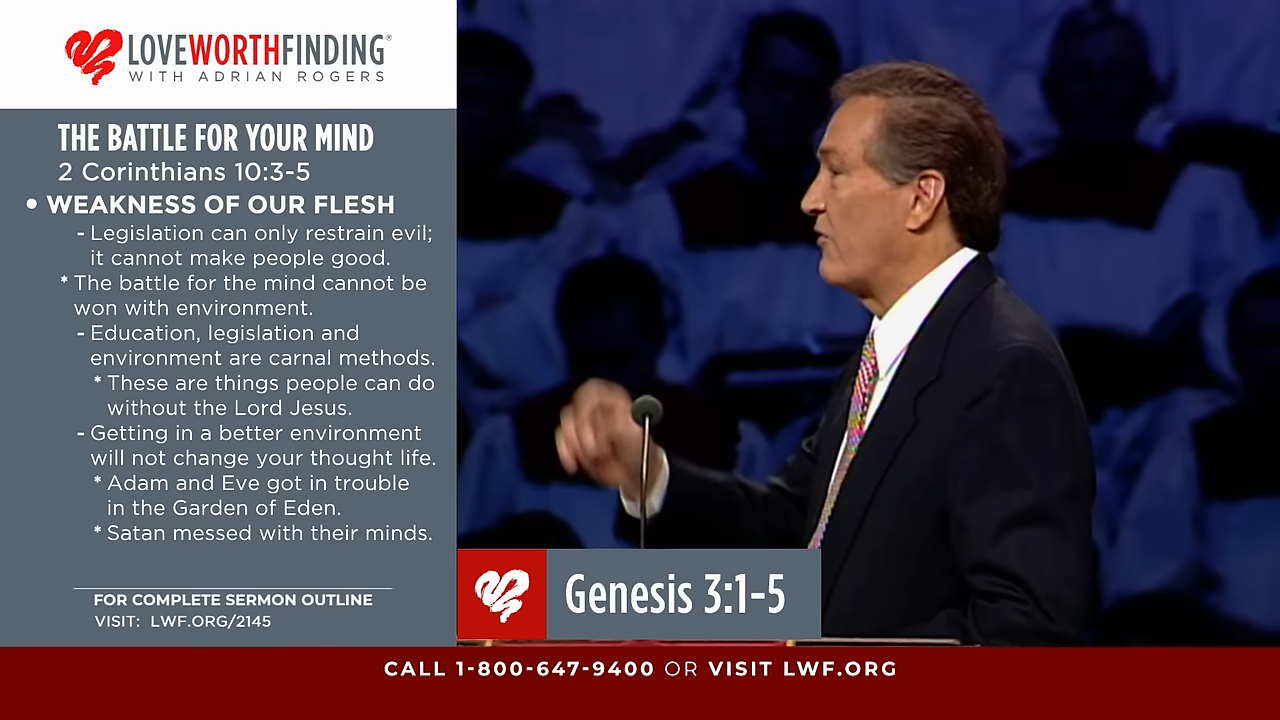 LOVEWORTHFINDING®
WITH ADRIAN ROGERS
THE BATTLE FOR YOUR MIND
2 Corinthians 10:3-5
• WEAKNESS OF OUR FLESH
- Legislation can only restrain evil;
it cannot make people good.
* The battle for the mind cannot be
won with environment.
- Education, legislation and
environment are carnal methods.
* These are things people can do
without the Lord Jesus.
- Getting in a better environment
will not change your thought life.
* Adam and Eve got in trouble
in the Garden of Eden.
* Satan messed with their minds.
FOR COMPLETE SERMON OUTLINE
VISIT: LWF.ORG/2145
Genesis 3:1-5
CALL 1-800-647-9400 OR VISIT LWF.ORG